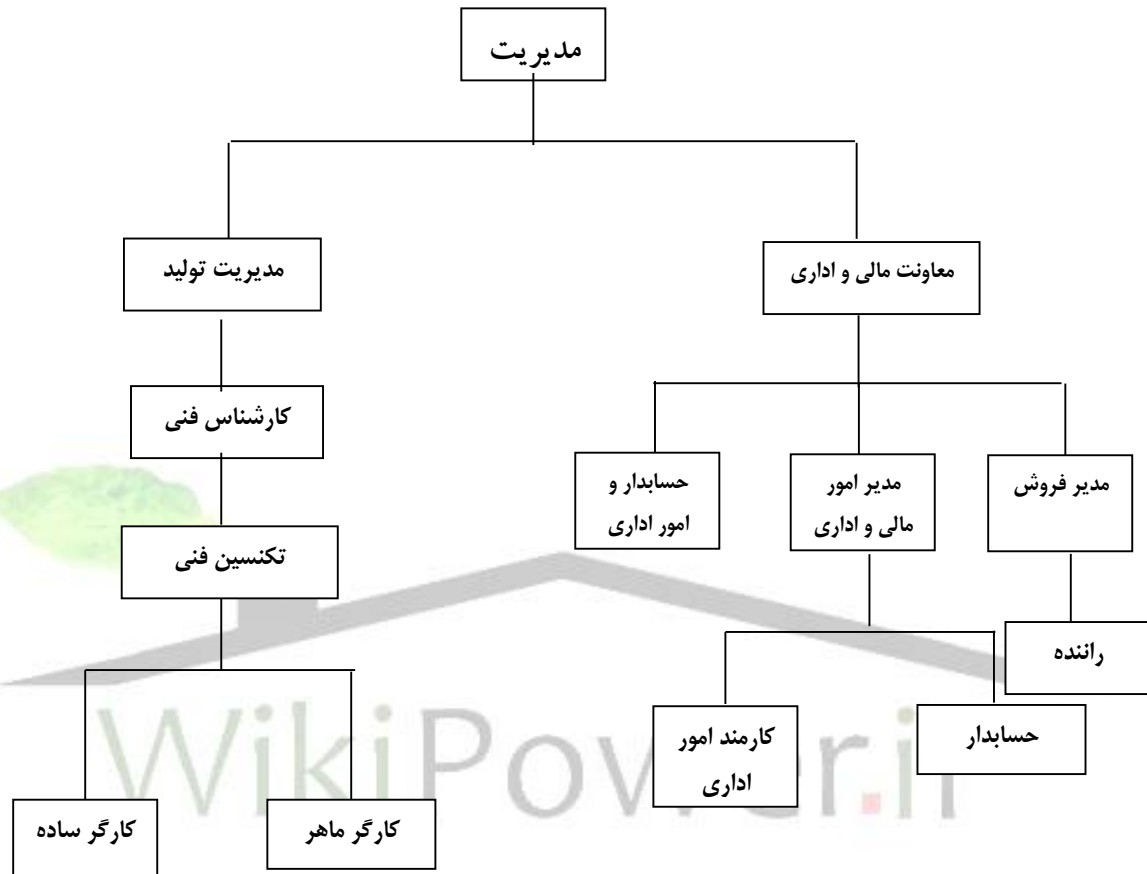 مدیریت
معاونت مالی و اداری
مدیریت تولید
کارشناس فنی
مدیر فروش
مدیر امور
مالی و اداری
حسابدار و
امور اداری
تکنسین فنی
راننده
حسابدار
کارمند امور
اداری
کارگر ماهر
کارگر ساده
WikiPower.ir